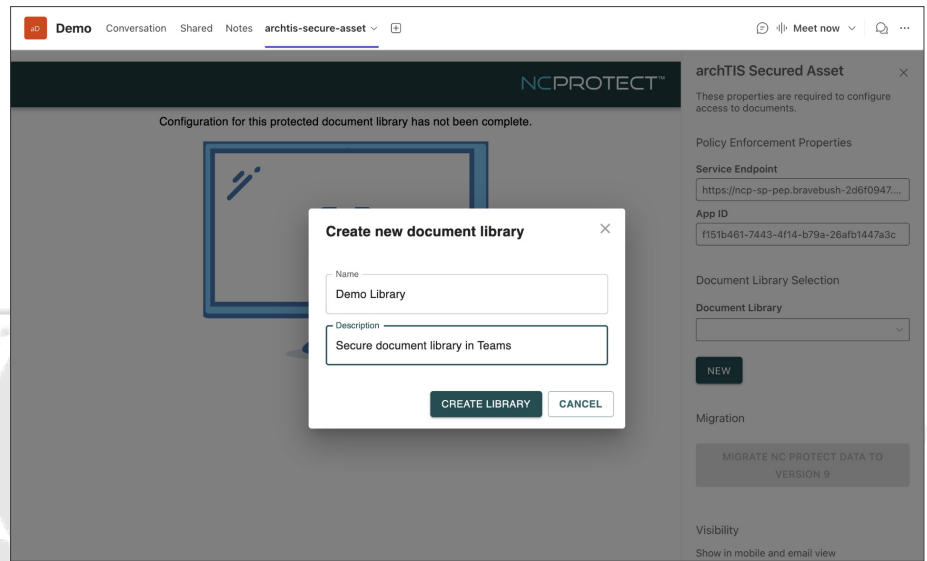 aD Demo Conversation Shared Notes archtis-secure-asset Meet now
NCPROTECT™
Configuration for this protected document library has not been complete.
Create new document library
Name
Demo Library
Description
Secure document library in Teams
CREATE LIBRARY CANCEL
archTIS Secured Asset
These properties are required to configure
access to documents.
Policy Enforcement Properties
Service Endpoint
https://ncp-sp-pep.bravebush-2d6f0947....
App ID
f151b461-7443-4f14-b79a-26afb1447a3c
Document Library Selection
Document Library
NEW
Migration
MIGRATE NC PROTECT DATA TO
VERSION 9
Visibility
Show in mobile and email view